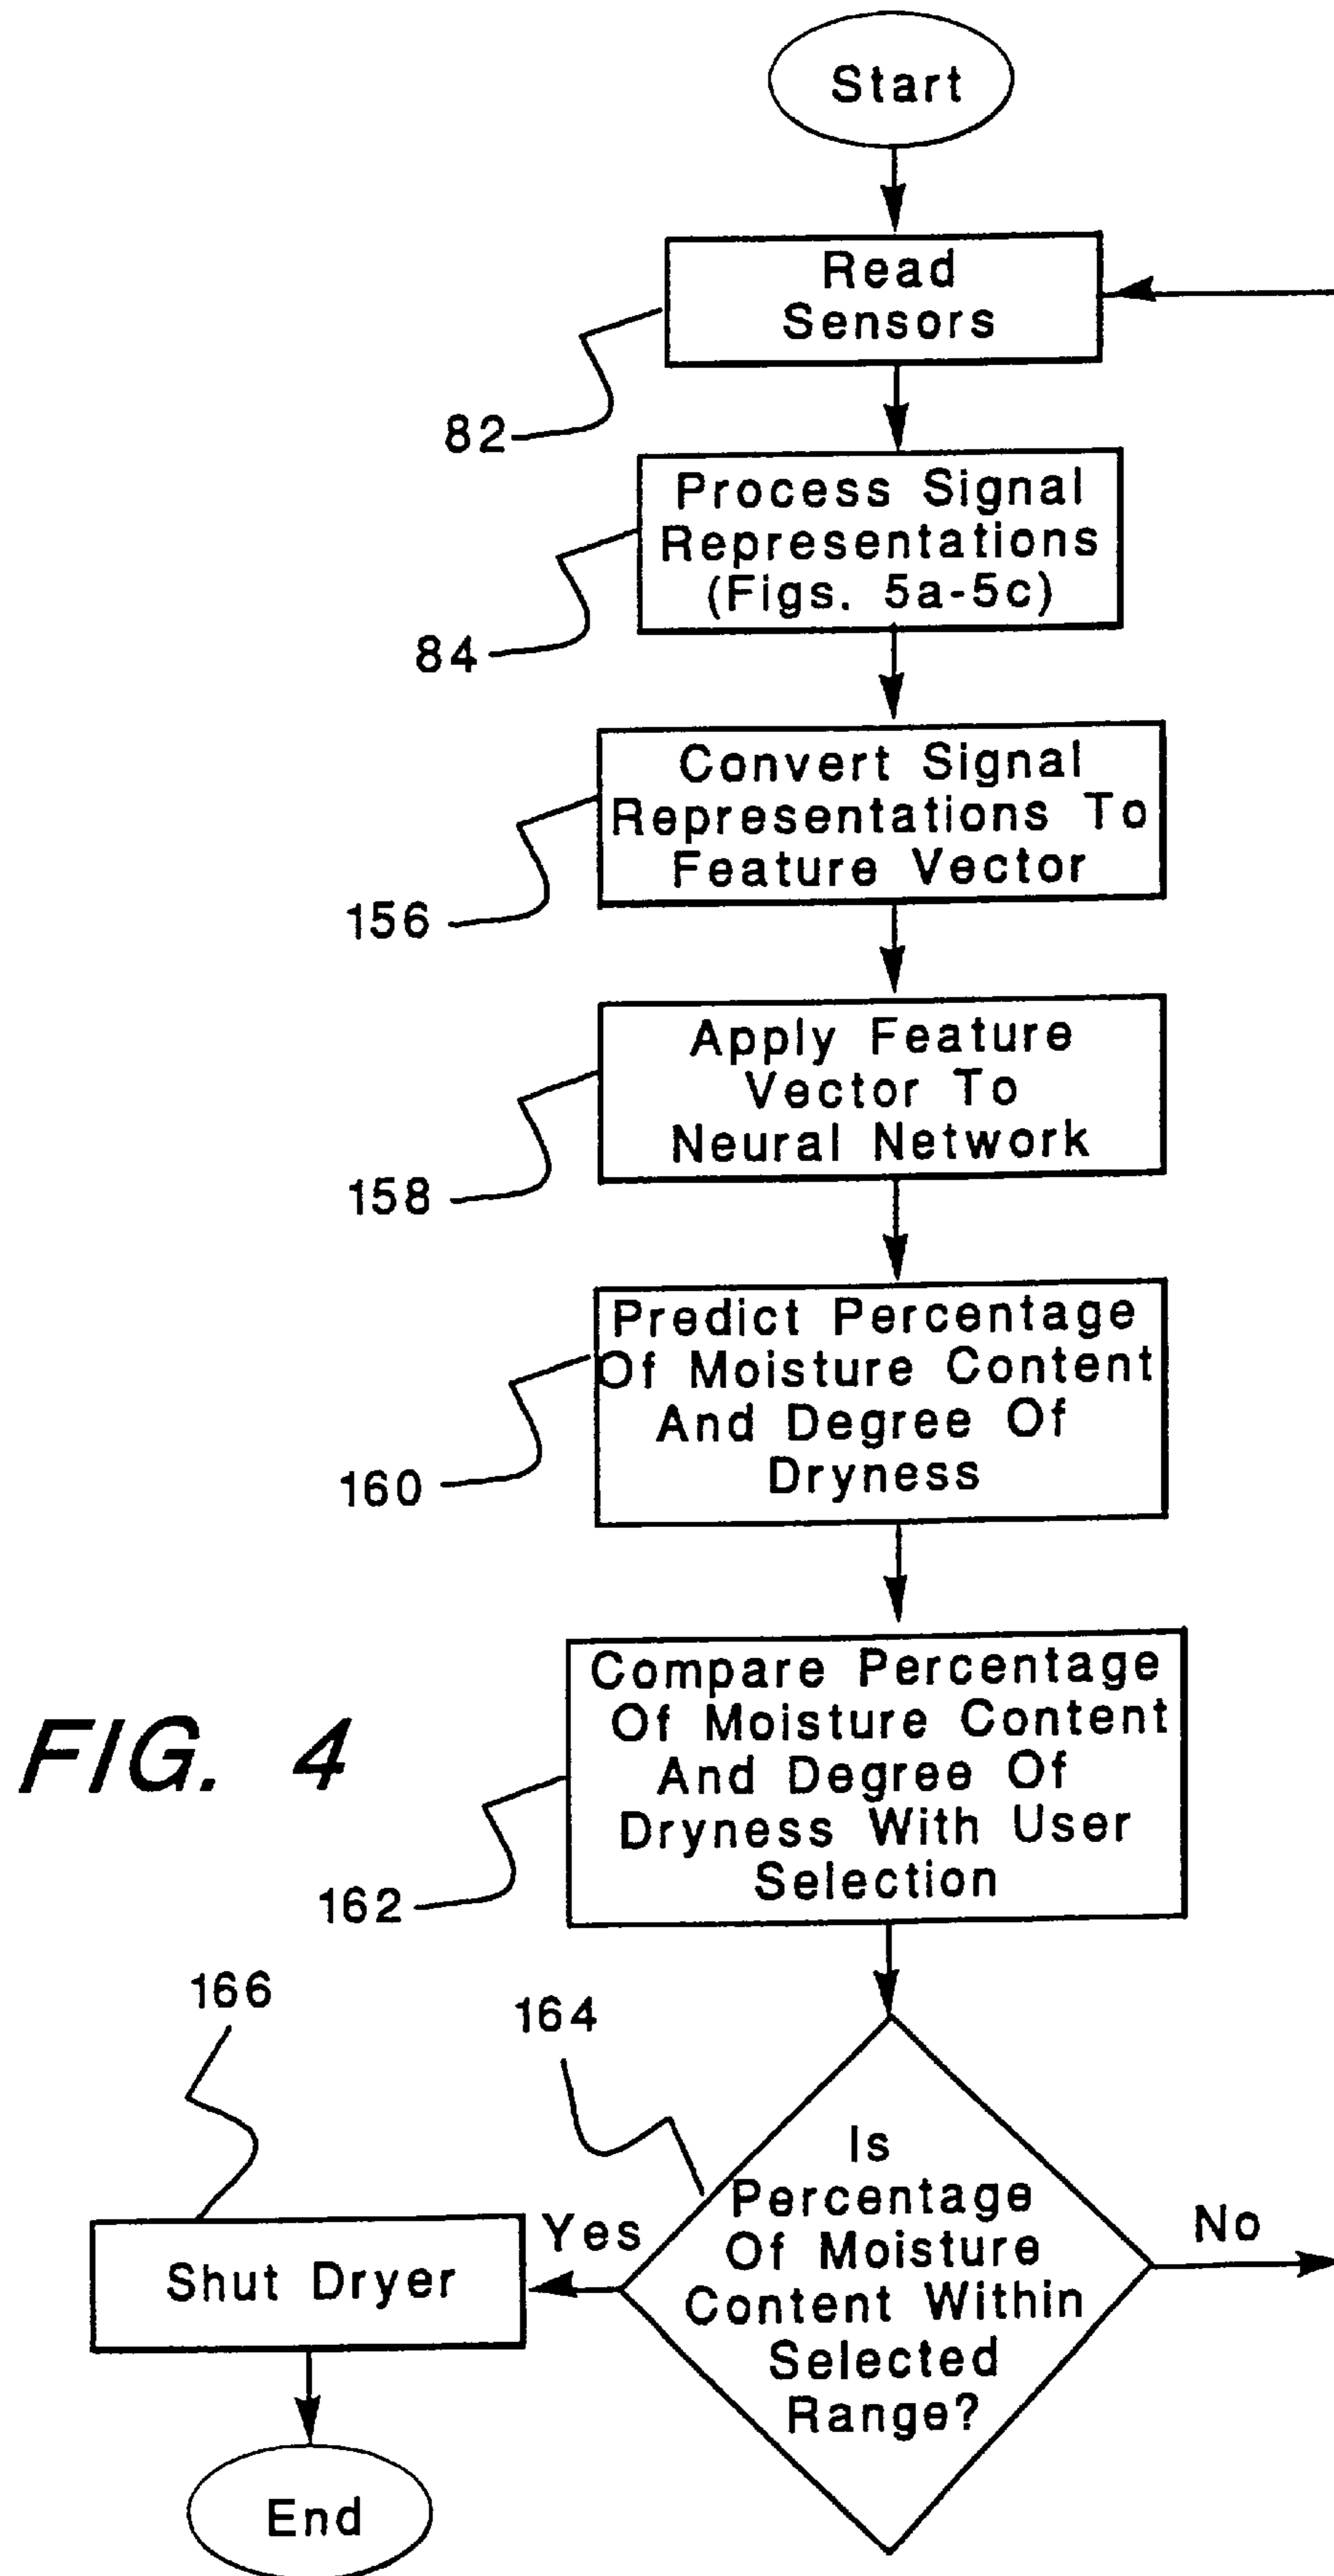 Start
Read
Sensors
82
Process Signal
Representations
(Figs. 5a-5c)
84
Convert Signal
Representations To
Feature Vector
156
Apply Feature
Vector To
Neural Network
158
Predict Percentage
Of Moisture Content
And Degree Of
Dryness
160
Compare Percentage
Of Moisture Content
And Degree Of
Dryness With User
Selection
FIG. 4
162
166
164
Is
Percentage
Of Moisture
Content Within
Selected
Range?
Yes
No
Shut Dryer
End